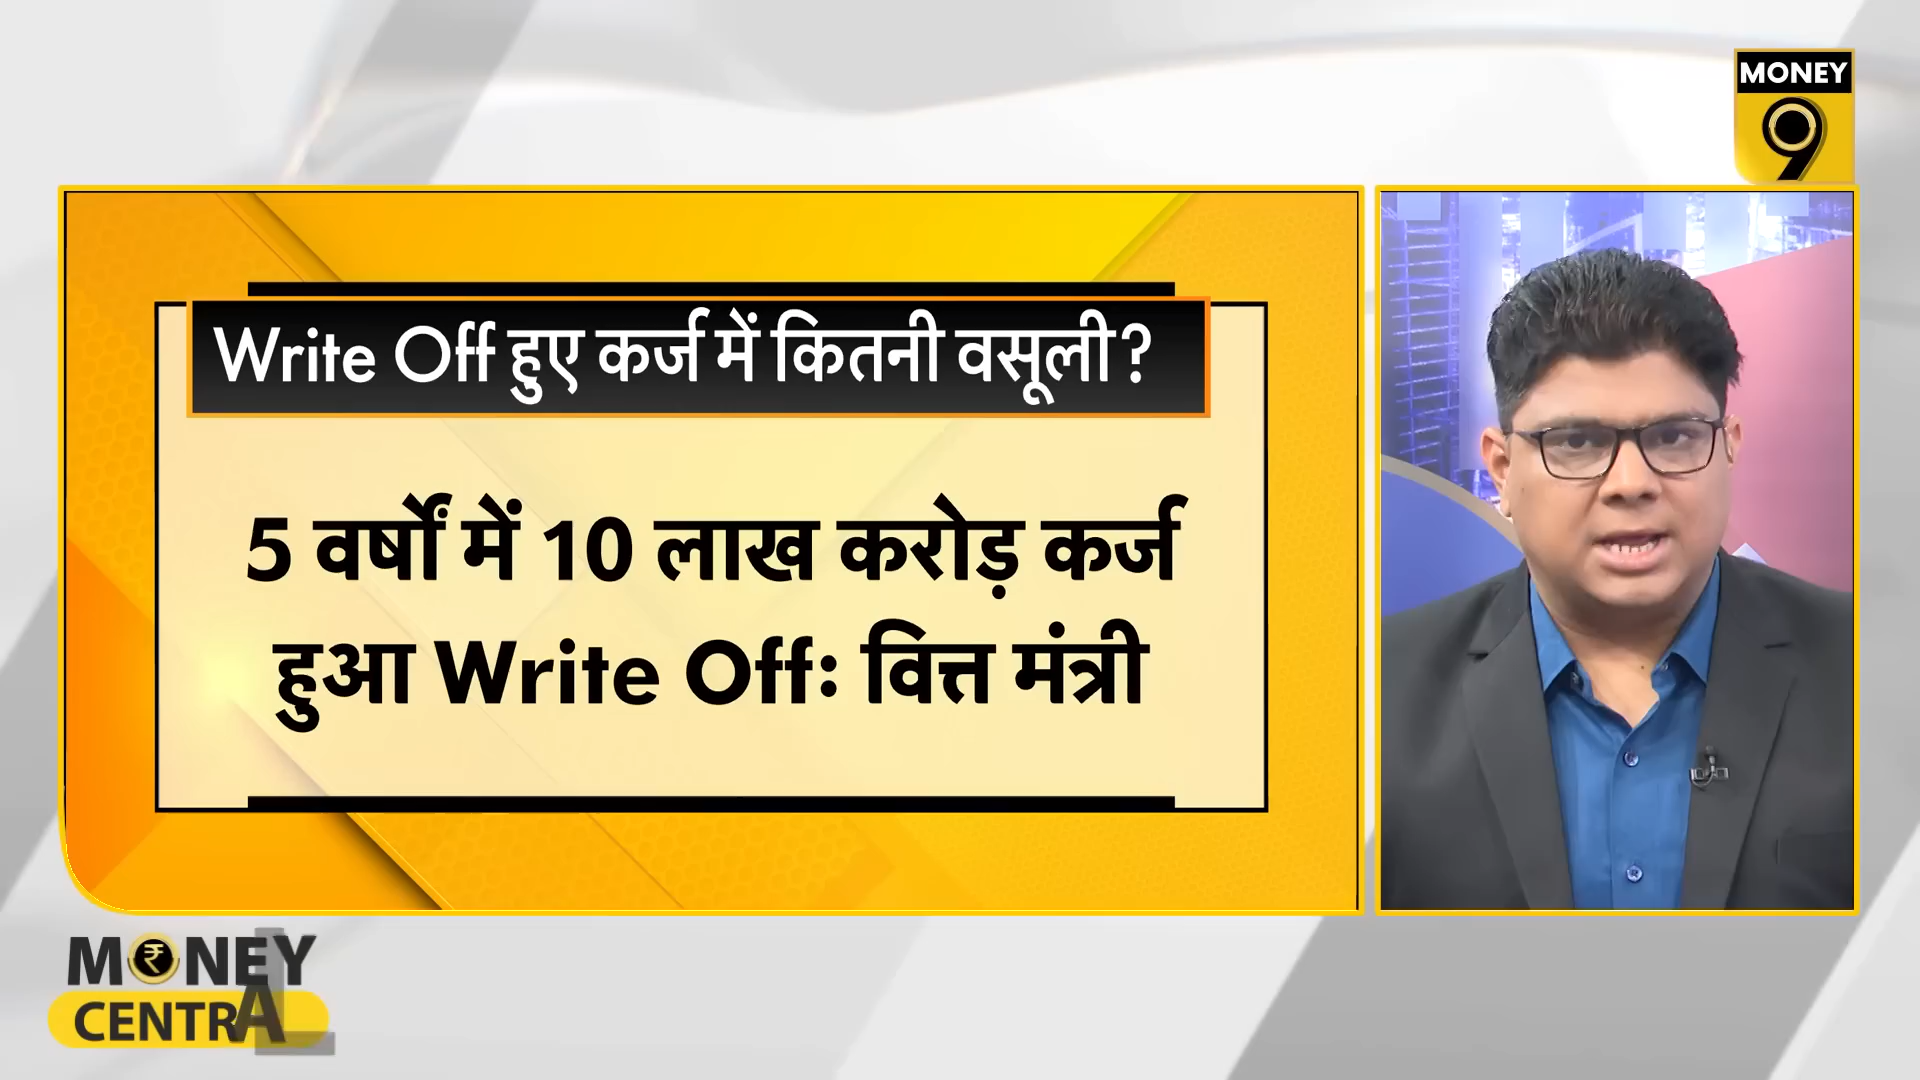 MONEY
9
Write Off हुए कर्ज में कितनी वसूली?
5 वर्षों में 10 लाख करोड़ कर्ज
हुआ Write Off: वित्त मंत्री
MONEY
CENTRAL